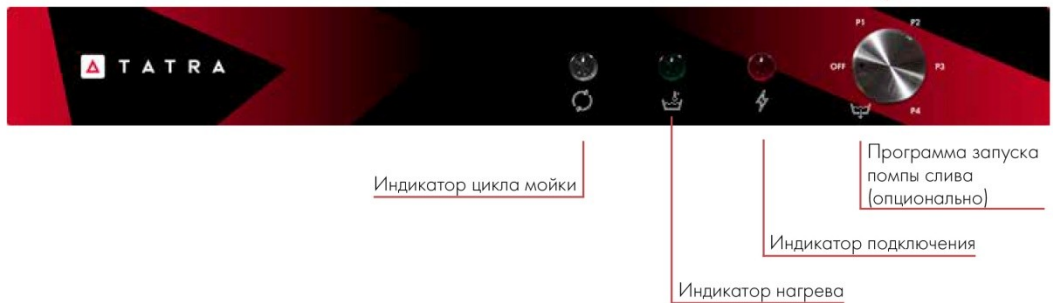 P1 P2
TATRA
OFF P3
P4
Программа запуска
помпы слива
(опционально)
Индикатор цикла мойки
Индикатор подключения
Индикатор нагрева